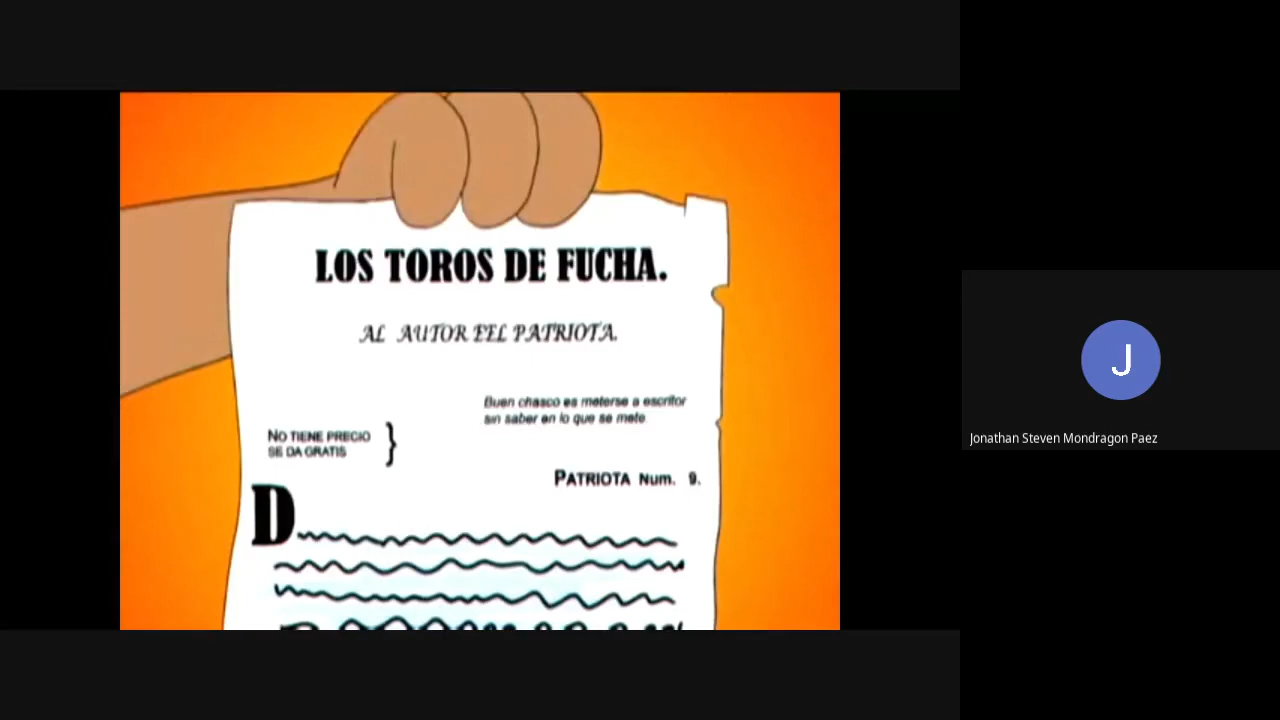 LOS TOROS DE FUCHA.
AL AUTOR EEL PATRIOTA.
Buen chasco es meterse a escritor
sin saber en lo que se mete
NO TIENE PRECIO
SE DA GRATIS
}
PATRIOTA Num. 9.
D
J
Jonathan Steven Mondragon Paez